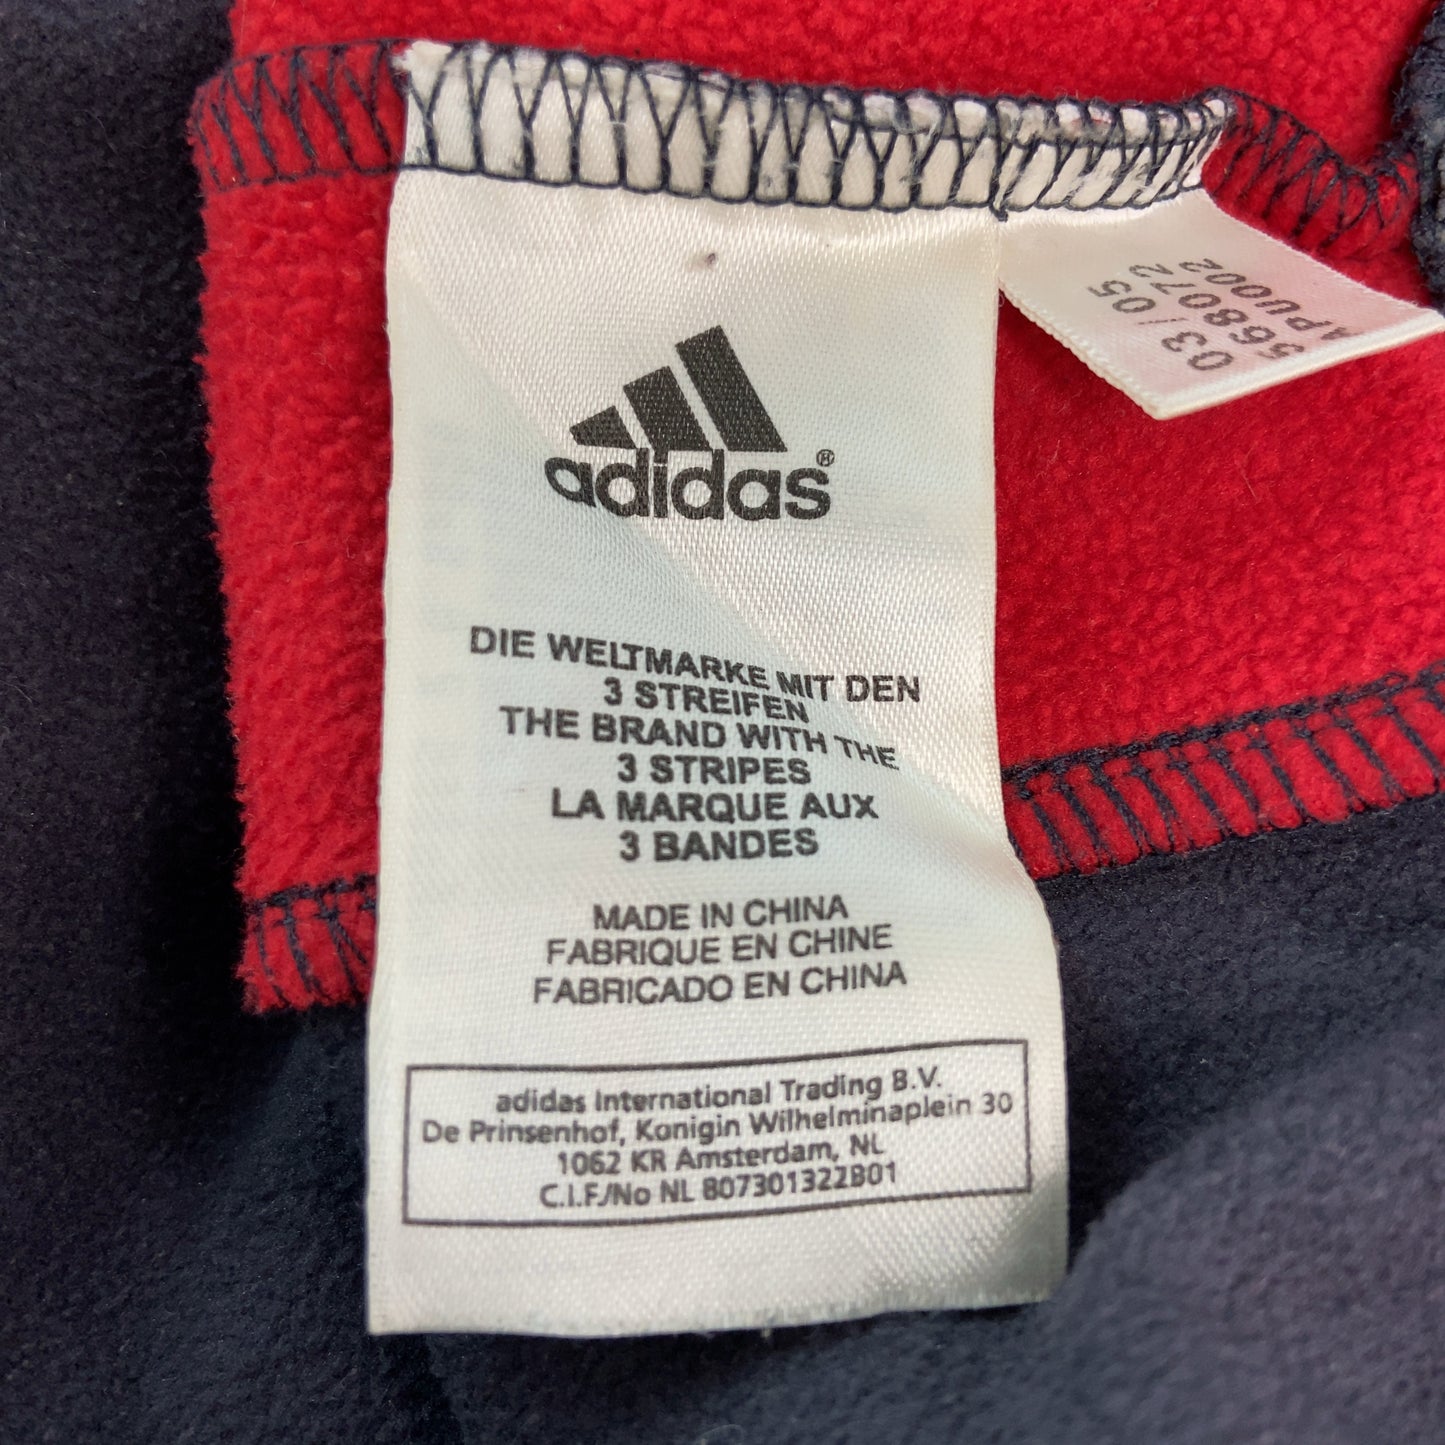 adidas®
DIE WELTMARKE MIT DEN
3 STREIFEN
THE BRAND WITH THE
3 STRIPES
LA MARQUE AUX
3 BANDES
MADE IN CHINA
FABRIQUE EN CHINE
FABRICADO EN CHINA
adidas International Trading B.V.
De Prinsenhof, Konigin Wilhelminaplein 30
1062 KR Amsterdam, NL
C.I.F./No NL 807301322B01
03/05
568072
APU002